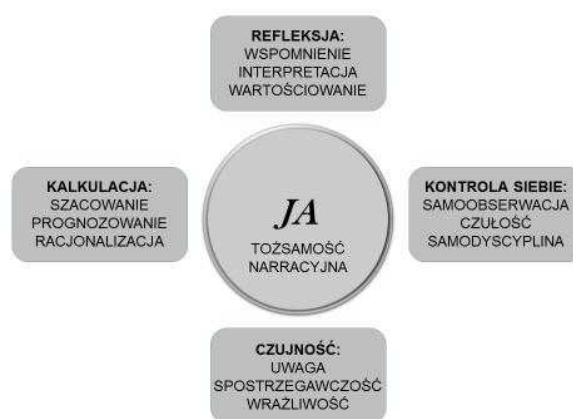 REFLEKSJA:
WSPOMNIENIE
INTERPRETACJA
WARTOŚCIOWANIE
KALKULACJA:
SZACOWANIE
PROGNOZOWANIE
RACJONALIZACJA
JA
TOŻSAMOŚĆ
NARRACYJNA
KONTROLA SIEBIE:
SAMOOBSERWACJA
CZUŁOŚĆ
SAMODYSCYPLINA
CZUJNOŚĆ:
UWAGA
SPOSTRZEGAWCZOŚĆ
WRAŻLIWOŚĆ